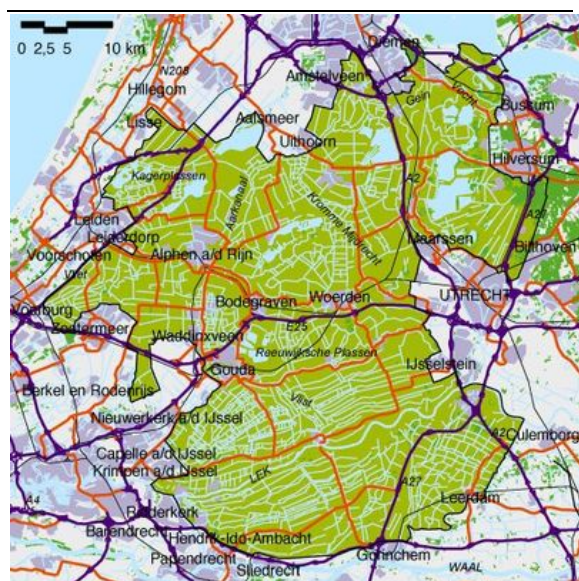 0 2,5 5 10 km
Diemen
N208
Amstelveen
Hillegom
Gein
Vecht
Bussum
Lisse
Aalsmeer
Uithoorn
Hilversum
Kagerplassen
A2
Aarkanaal
Kromme Mijdrecht
A27
Leiden
Leiderdorp
Maarssen
Bilthoven
Voorschoten
Alphen a/d Rijn
Vliet
Bodegraven
Woerden
UTRECHT
Voorburg
Zoetermeer
E25
Waddinxveen
Reeuwijksche Plassen
IJsselstein
Gouda
Berkel en Rodenrijs
Vlist
Nieuwerkerk a/d IJssel
A2
Culemborg
Capelle a/d IJssel
Krimpen a/d IJssel
LEK
A27
A4
Leerdam
Ridderkerk
Barendrecht
Hendrik-Ido-Ambacht
Papendrecht
Gorinchem
Sliedrecht
WAAL